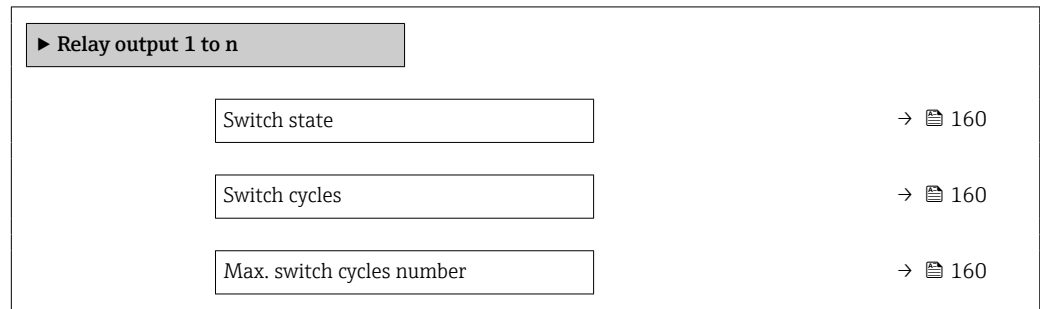 ▶ Relay output 1 to n
Switch state → 160
Switch cycles → 160
Max. switch cycles number → 160